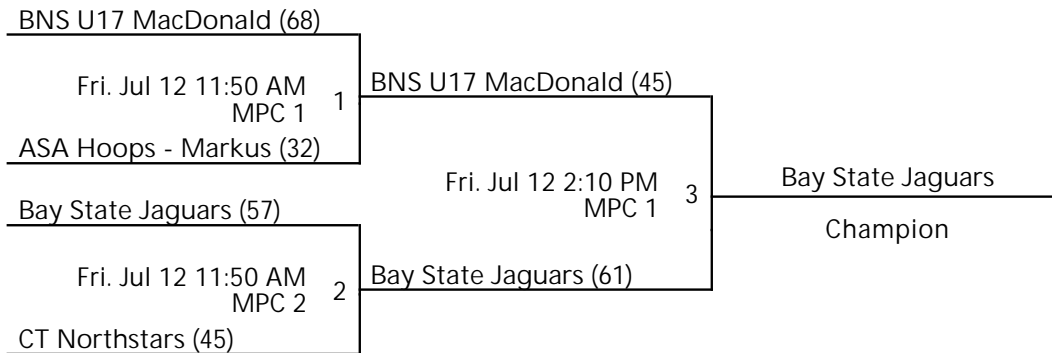 BNS U17 MacDonald (68)
Fri. Jul 12 11:50 AM
MPC 1
1
ASA Hoops - Markus (32)
Bay State Jaguars (57)
Fri. Jul 12 11:50 AM
MPC 2
2
CT Northstars (45)
BNS U17 MacDonald (45)
Fri. Jul 12 2:10 PM
MPC 1
3
Bay State Jaguars (61)
Bay State Jaguars
Champion